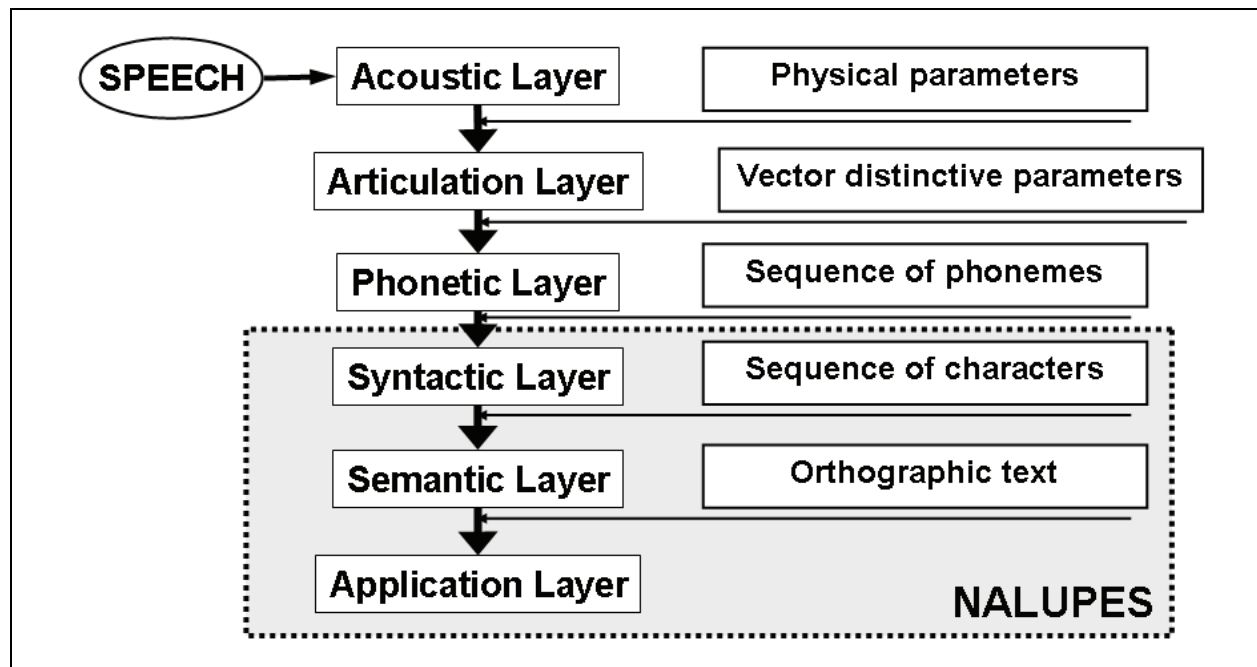 SPEECH
Acoustic Layer
Physical parameters
Articulation Layer
Vector distinctive parameters
Phonetic Layer
Sequence of phonemes
Syntactic Layer
Sequence of characters
Semantic Layer
Orthographic text
Application Layer
NALUPES